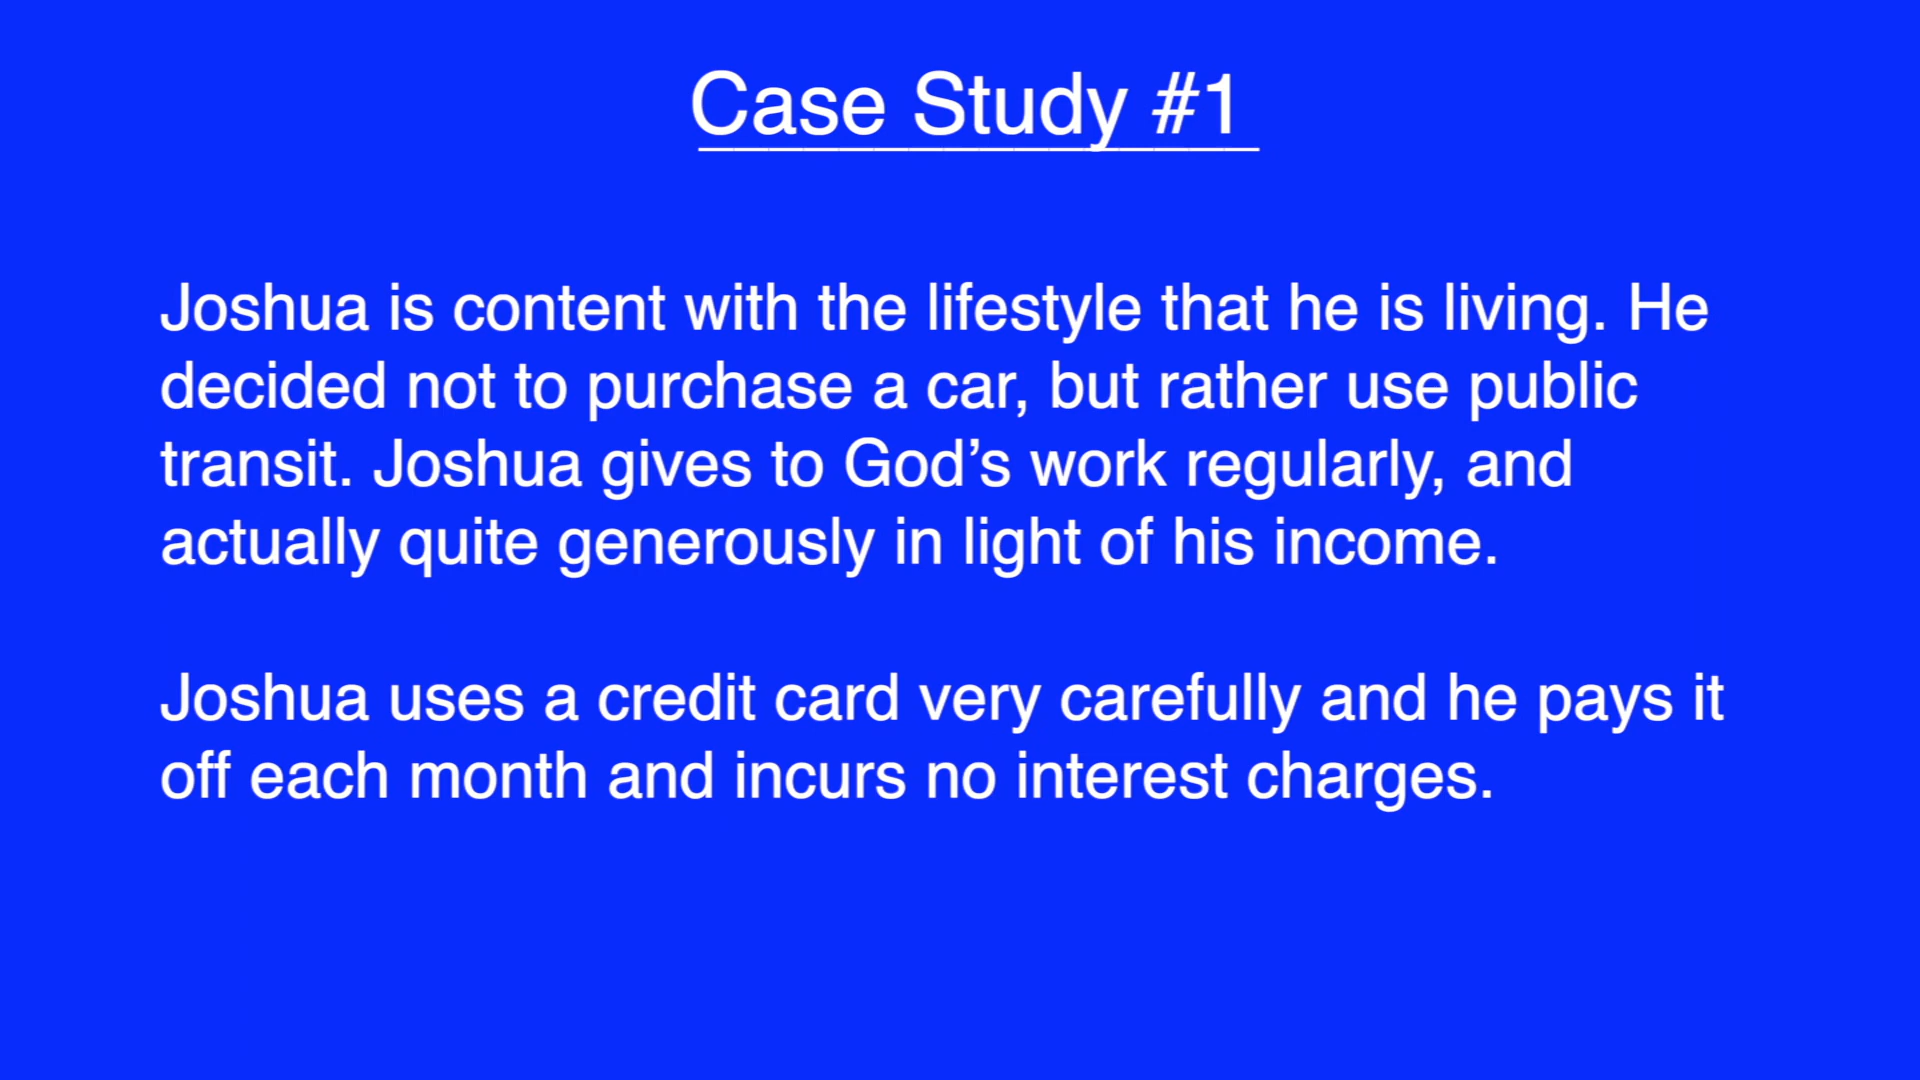 Case Study #1
Joshua is content with the lifestyle that he is living. He
decided not to purchase a car, but rather use public
transit. Joshua gives to God’s work regularly, and
actually quite generously in light of his income.
Joshua uses a credit card very carefully and he pays it
off each month and incurs no interest charges.